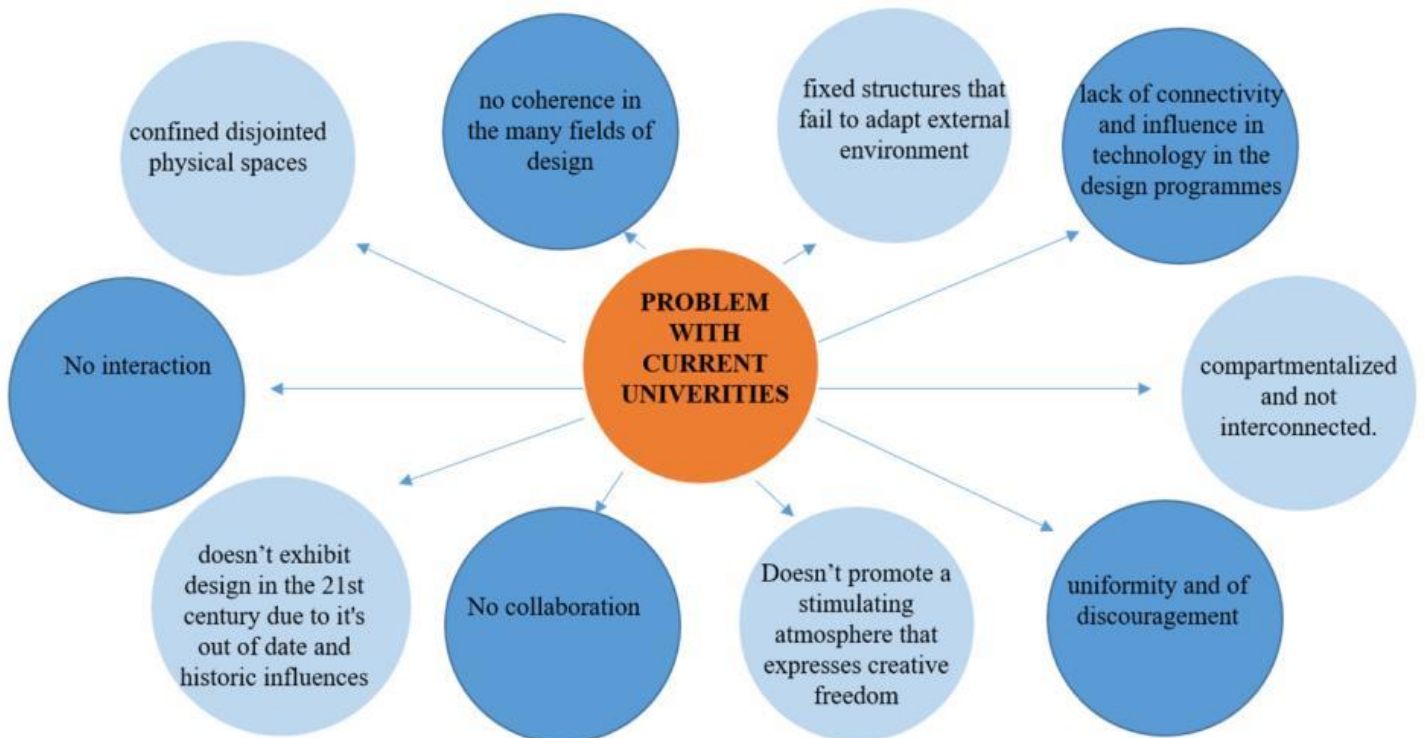 confined disjointed
physical spaces
no coherence in
the many fields of
design
fixed structures that
fail to adapt external
environment
lack of connectivity
and influence in
technology in the
design programmes
No interaction
PROBLEM
WITH
CURRENT
UNIVERITIES
compartmentalized
and not
interconnected.
doesn’t exhibit
design in the 21st
century due to it's
out of date and
historic influences
No collaboration
Doesn’t promote a
stimulating
atmosphere that
expresses creative
freedom
uniformity and of
discouragement